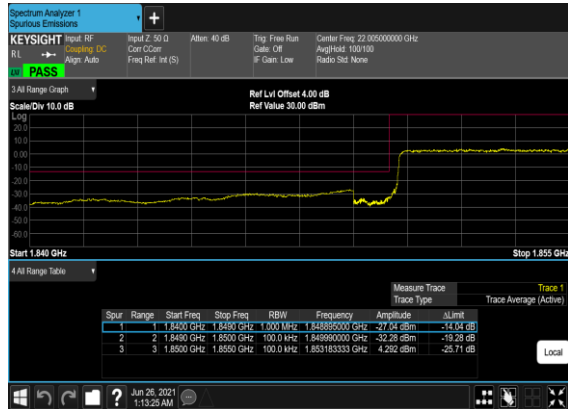 Spectrum Analyzer 1
Spurious Emissions
KEYSIGHT Input: RF Input Z: 50 Ω Atten: 40 dB Trig: Free Run Center Freq: 22.005000000 GHz
RL Coupling: DC Corr CCorr Gate: Off Avg|Hold: 100/100
Align: Auto Freq Ref: Int (S) IF Gain: Low Radio Std: None
PASS
3 All Range Graph
Ref Lvl Offset 4.00 dB
Scale/Div 10.0 dB Ref Value 30.00 dBm
Log
20.0
10.0
0.00
-10.0
-20.0
-30.0
-40.0
-50.0
-60.0
Start 1.840 GHz Stop 1.855 GHz
4 All Range Table
Measure Trace Trace 1
Trace Type Trace Average (Active)
Spur Range Start Freq Stop Freq RBW Frequency Amplitude ΔLimit
1 1 1.8400 GHz 1.8490 GHz 1.000 MHz 1.848895000 GHz -27.04 dBm -14.04 dB
2 2 1.8490 GHz 1.8500 GHz 100.0 kHz 1.849990000 GHz -32.28 dBm -19.28 dB
3 3 1.8500 GHz 1.8550 GHz 100.0 kHz 1.853183333 GHz 4.292 dBm -25.71 dB
Local
? Jun 26, 2021
1:13:25 AM